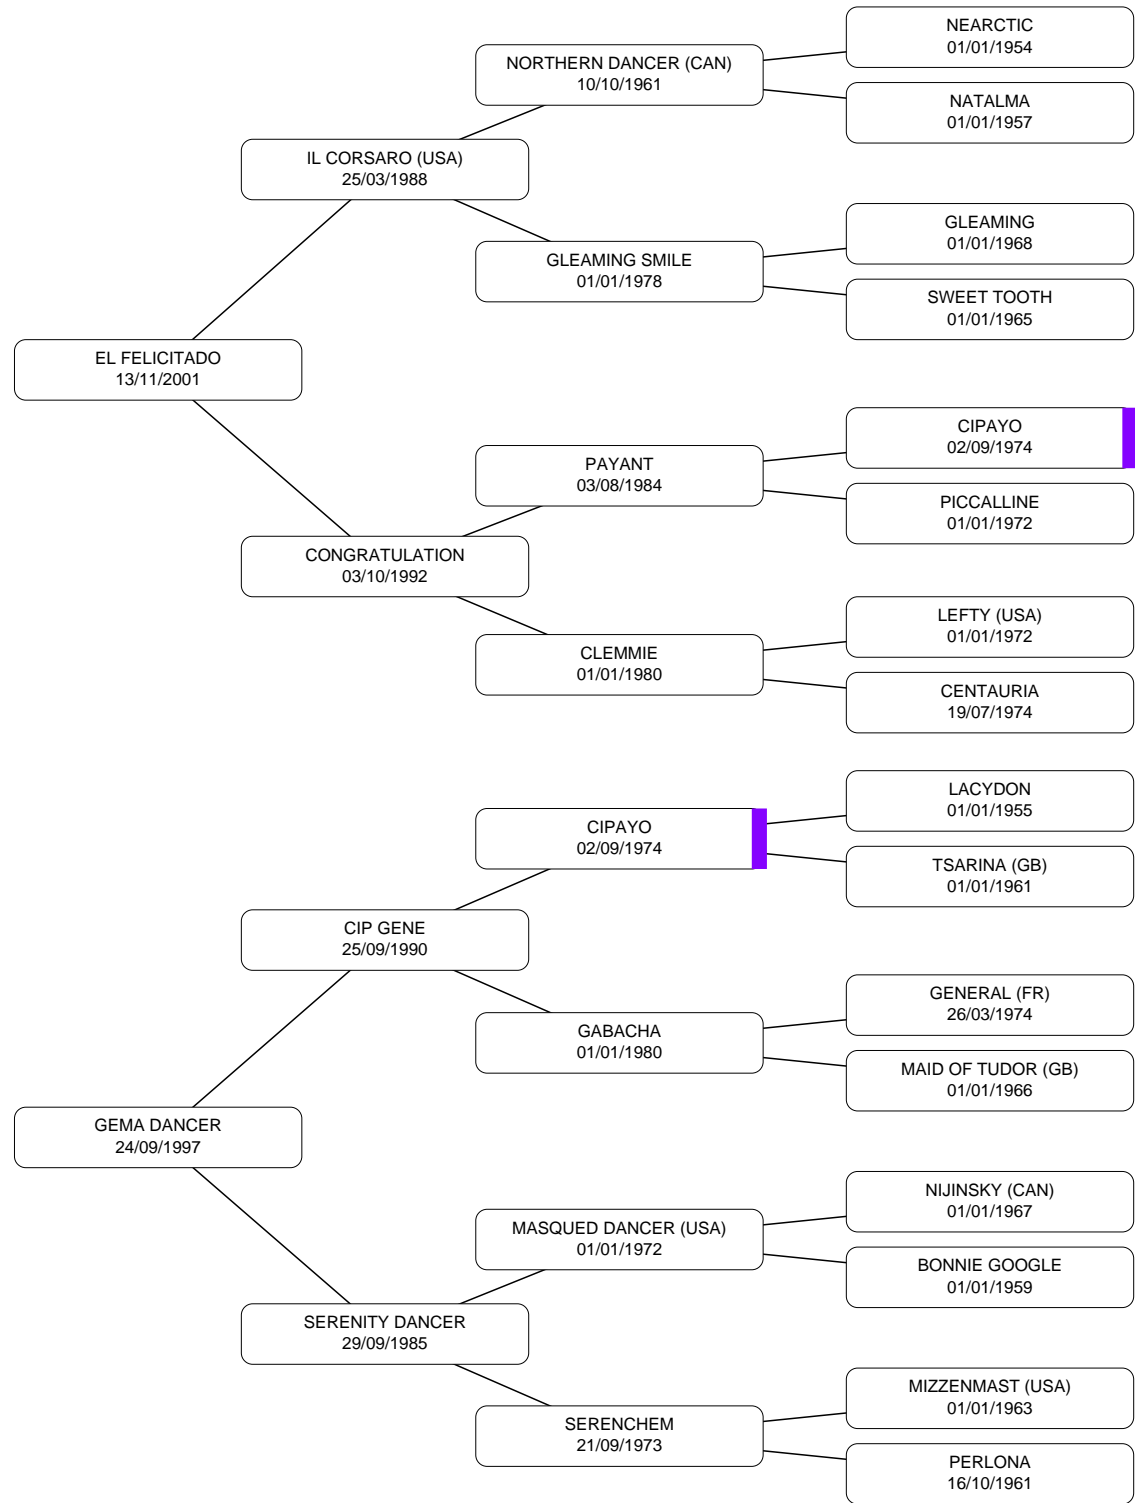 NEARCTIC
01/01/1954
NORTHERN DANCER (CAN)
10/10/1961
NATALMA
01/01/1957
IL CORSARO (USA)
25/03/1988
GLEAMING
01/01/1968
GLEAMING SMILE
01/01/1978
SWEET TOOTH
01/01/1965
EL FELICITADO
13/11/2001
CIPAYO
02/09/1974
PAYANT
03/08/1984
PICCALLINE
01/01/1972
CONGRATULATION
03/10/1992
LEFTY (USA)
01/01/1972
CLEMMIE
01/01/1980
CENTAURIA
19/07/1974
LACYDON
01/01/1955
CIPAYO
02/09/1974
TSARINA (GB)
01/01/1961
CIP GENE
25/09/1990
GENERAL (FR)
26/03/1974
GABACHA
01/01/1980
MAID OF TUDOR (GB)
01/01/1966
GEMA DANCER
24/09/1997
NIJINSKY (CAN)
01/01/1967
MASQUED DANCER (USA)
01/01/1972
BONNIE GOOGLE
01/01/1959
SERENITY DANCER
29/09/1985
MIZZENMAST (USA)
01/01/1963
SERENCHEM
21/09/1973
PERLONA
16/10/1961